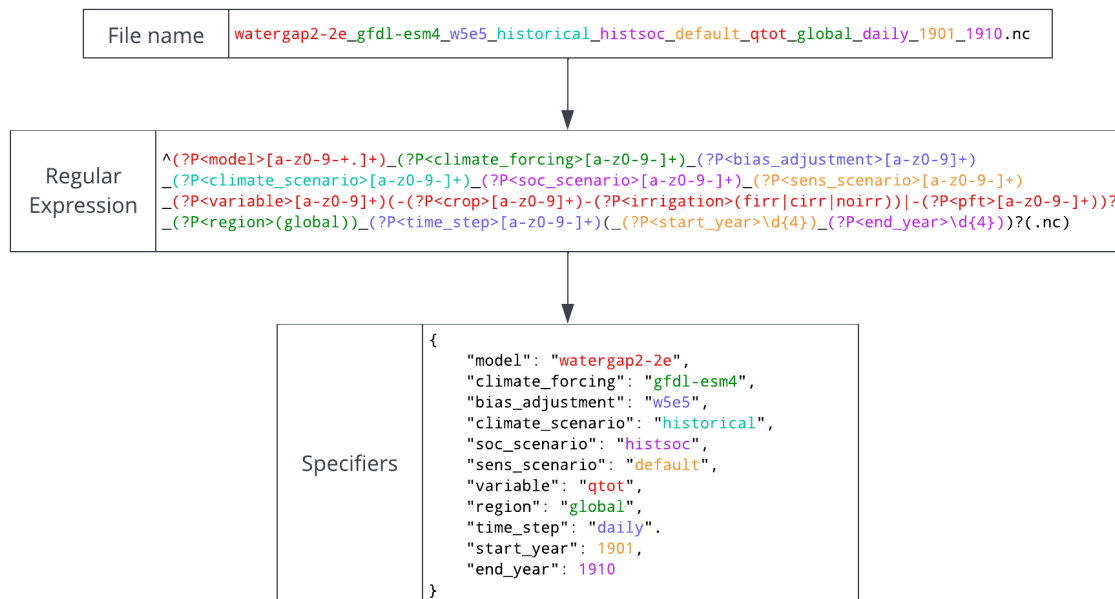 File name
watergap2-2e_gfdl-esm4_w5e5_historical_histsoc_default_qtot_global_daily_1901_1910.nc
Regular
Expression
^(?P<model>[a-z0-9-+.]+)_(?P<climate_forcing>[a-z0-9-]+)_(?P<bias_adjustment>[a-z0-9]+)
_(?P<climate_scenario>[a-z0-9-]+)_(?P<soc_scenario>[a-z0-9-]+)_(?P<sens_scenario>[a-z0-9-]+)
_(?P<variable>[a-z0-9]+)(-(?P<crop>[a-z0-9]+)-(?P<irrigation>(firr|cirr|noirr))|-(?P<pft>[a-z0-9-]+))?
_(?P<region>(global))_(?P<time_step>[a-z0-9-]+)(_(?P<start_year>\d{4})_(?P<end_year>\d{4}))?(.nc)
Specifiers
{
    "model": "watergap2-2e",
    "climate_forcing": "gfdl-esm4",
    "bias_adjustment": "w5e5",
    "climate_scenario": "historical",
    "soc_scenario": "histsoc",
    "sens_scenario": "default",
    "variable": "qtot",
    "region": "global",
    "time_step": "daily".
    "start_year": 1901,
    "end_year": 1910
}